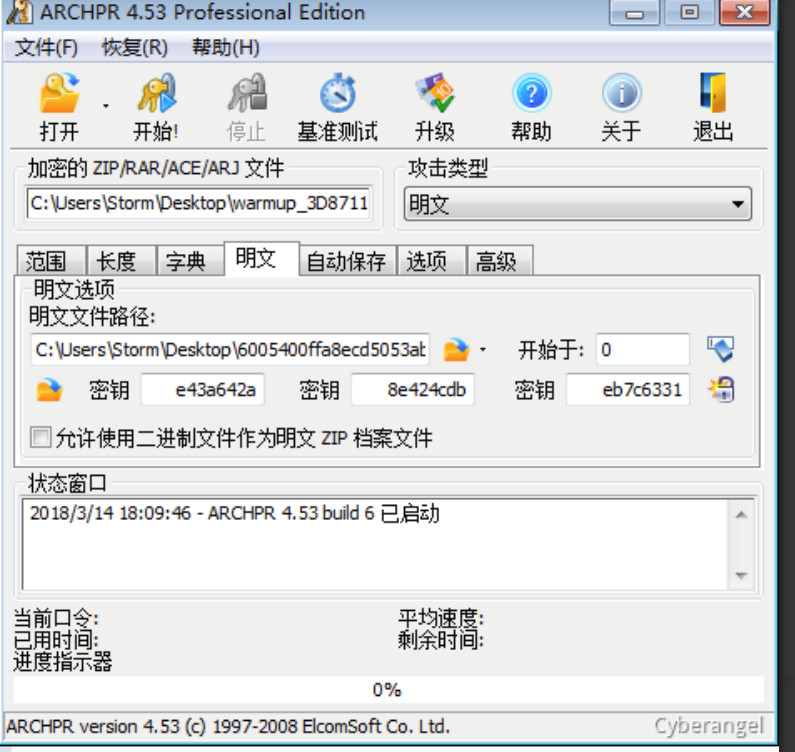 ARCHPR 4.53 Professional Edition
文件(F) 恢复(R) 帮助(H)
打开 开始! 停止 基准测试 升级 帮助 关于 退出
加密的 ZIP/RAR/ACE/ARJ 文件 攻击类型
C:\Users\Storm\Desktop\warmup_3D8711 明文
范围 长度 字典 明文 自动保存 选项 高级
明文选项
明文文件路径:
C:\Users\Storm\Desktop\6005400ffa8ecd5053ab 开始于: 0
密钥 e43a642a 密钥 8e424cdb 密钥 eb7c6331
允许使用二进制文件作为明文 ZIP 档案文件
状态窗口
2018/3/14 18:09:46 - ARCHPR 4.53 build 6 已启动
当前口令: 平均速度:
已用时间: 剩余时间:
进度指示器
0%
ARCHPR version 4.53 (c) 1997-2008 ElcomSoft Co. Ltd. Cyberangel